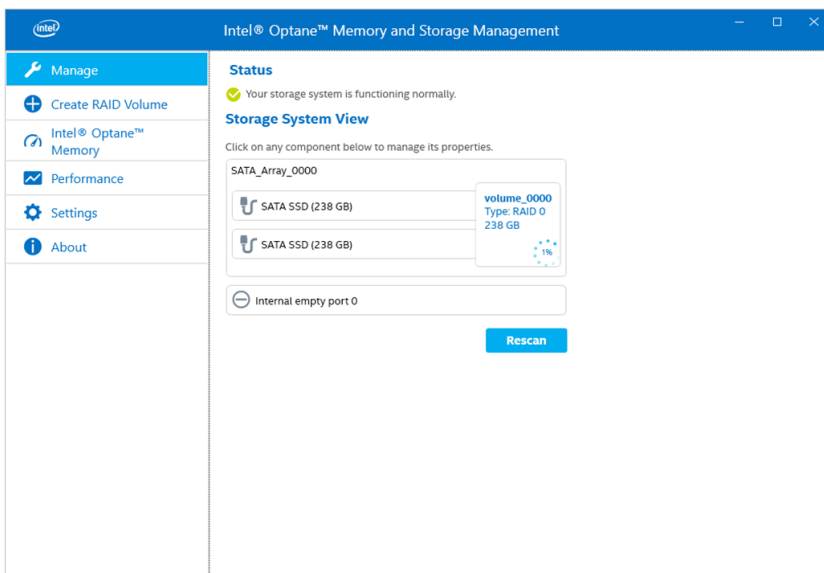 intel
Intel® Optane™ Memory and Storage Management
Manage
Create RAID Volume
Intel® Optane™
Memory
Performance
Settings
About
Status
Your storage system is functioning normally.
Storage System View
Click on any component below to manage its properties.
SATA_Array_0000
SATA SSD (238 GB)
SATA SSD (238 GB)
volume_0000
Type: RAID 0
238 GB
1%
Internal empty port 0
Rescan